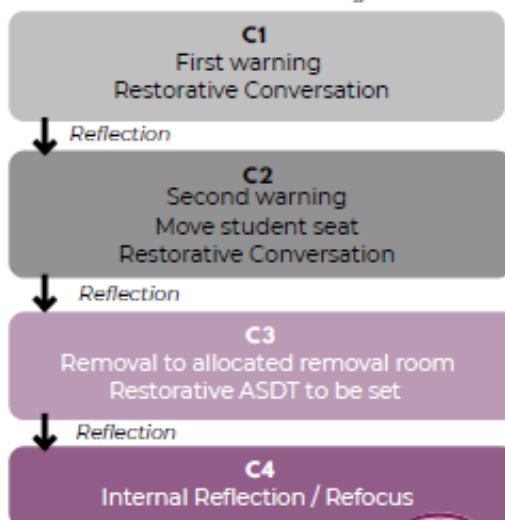 C1
First warning
Restorative Conversation
Reflection
C2
Second warning
Move student seat
Restorative Conversation
Reflection
C3
Removal to allocated removal room
Restorative ASDT to be set
Reflection
C4
Internal Reflection / Refocus